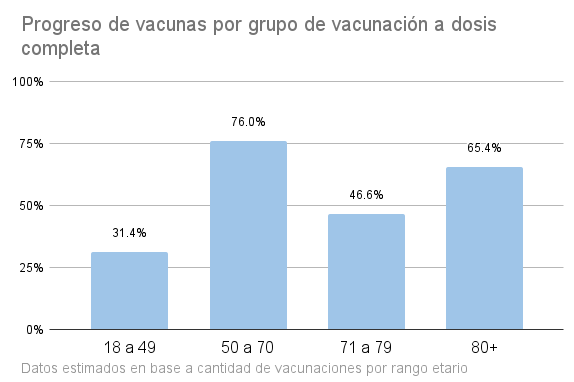 Progreso de vacunas por grupo de vacunación a dosis
completa
100%
75%
50%
25%
0%
31.4%
76.0%
46.6%
65.4%
18 a 49
50 a 70
71 a 79
80+
Datos estimados en base a cantidad de vacunaciones por rango etario